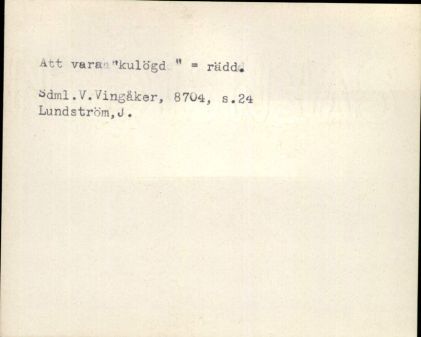 Att vara "kulögd " = rädd.
Sdml.V.Vingåker, 8704, s.24
Lundström,J.